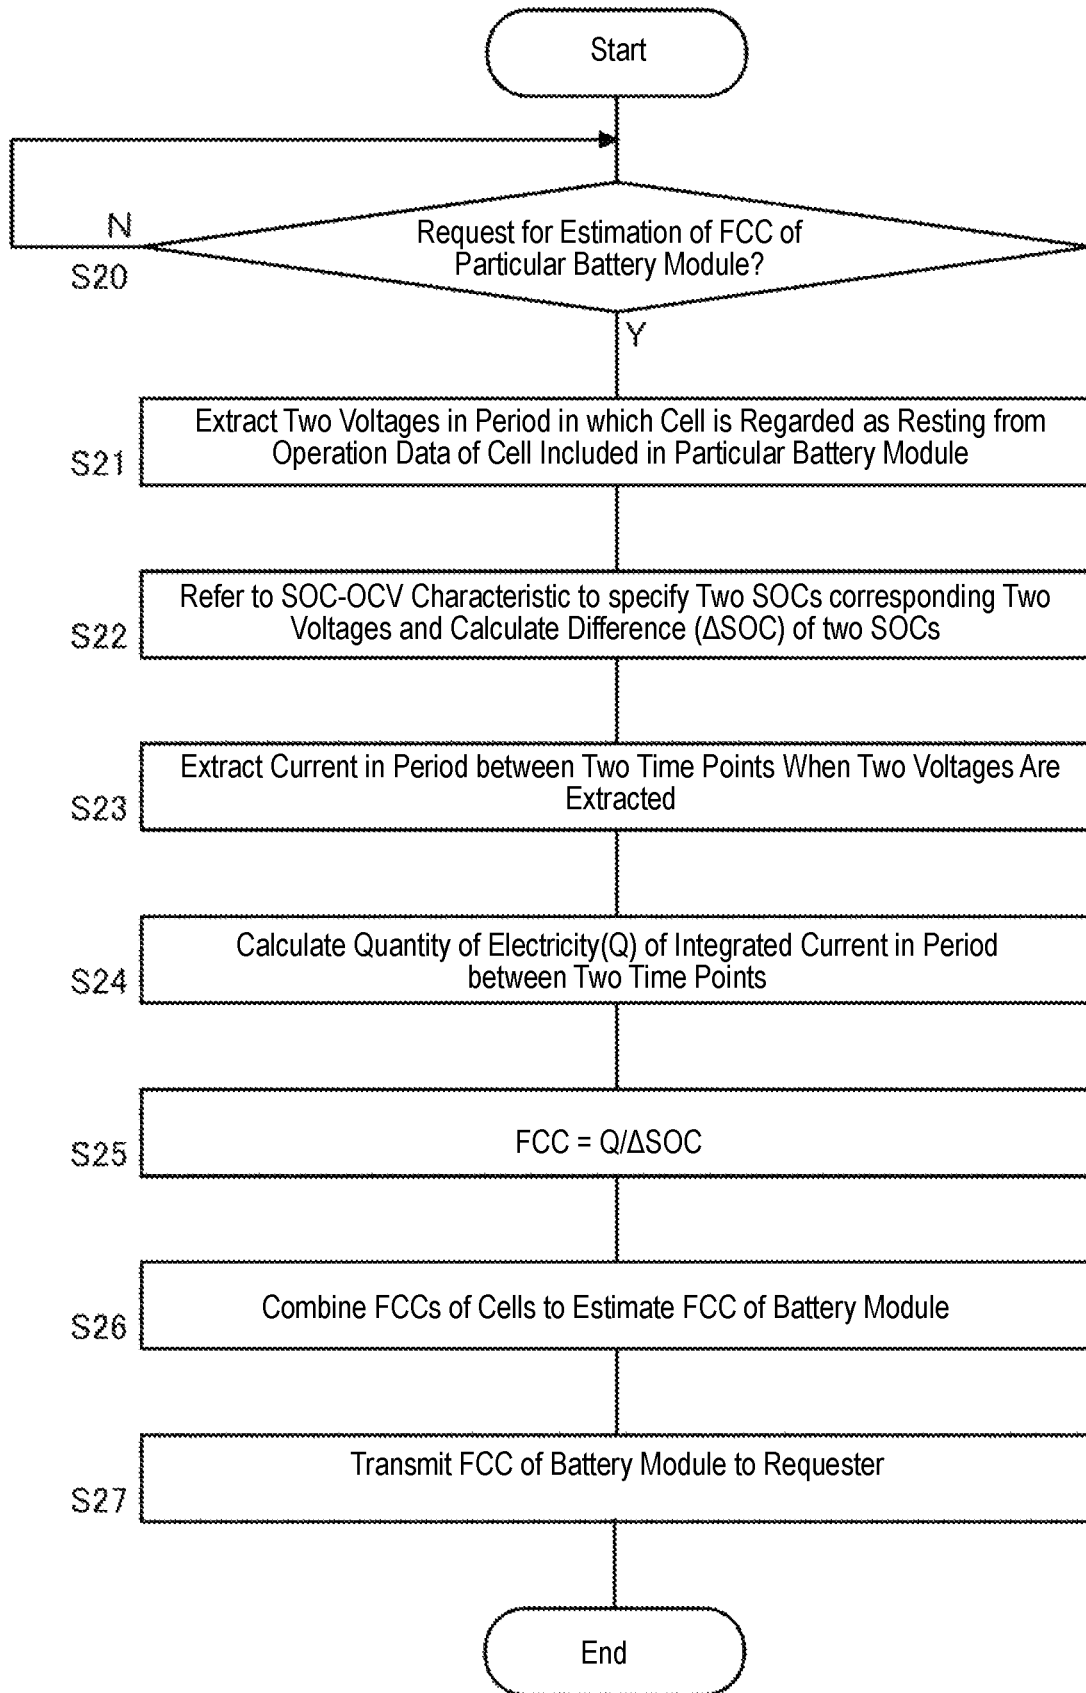 Start
N
Request for Estimation of FCC of
Particular Battery Module?
S20
Y
Extract Two Voltages in Period in which Cell is Regarded as Resting from
Operation Data of Cell Included in Particular Battery Module
S21
Refer to SOC-OCV Characteristic to specify Two SOCs corresponding Two
Voltages and Calculate Difference (ΔSOC) of two SOCs
S22
Extract Current in Period between Two Time Points When Two Voltages Are
Extracted
S23
Calculate Quantity of Electricity(Q) of Integrated Current in Period
between Two Time Points
S24
FCC = Q/ΔSOC
S25
Combine FCCs of Cells to Estimate FCC of Battery Module
S26
Transmit FCC of Battery Module to Requester
S27
End